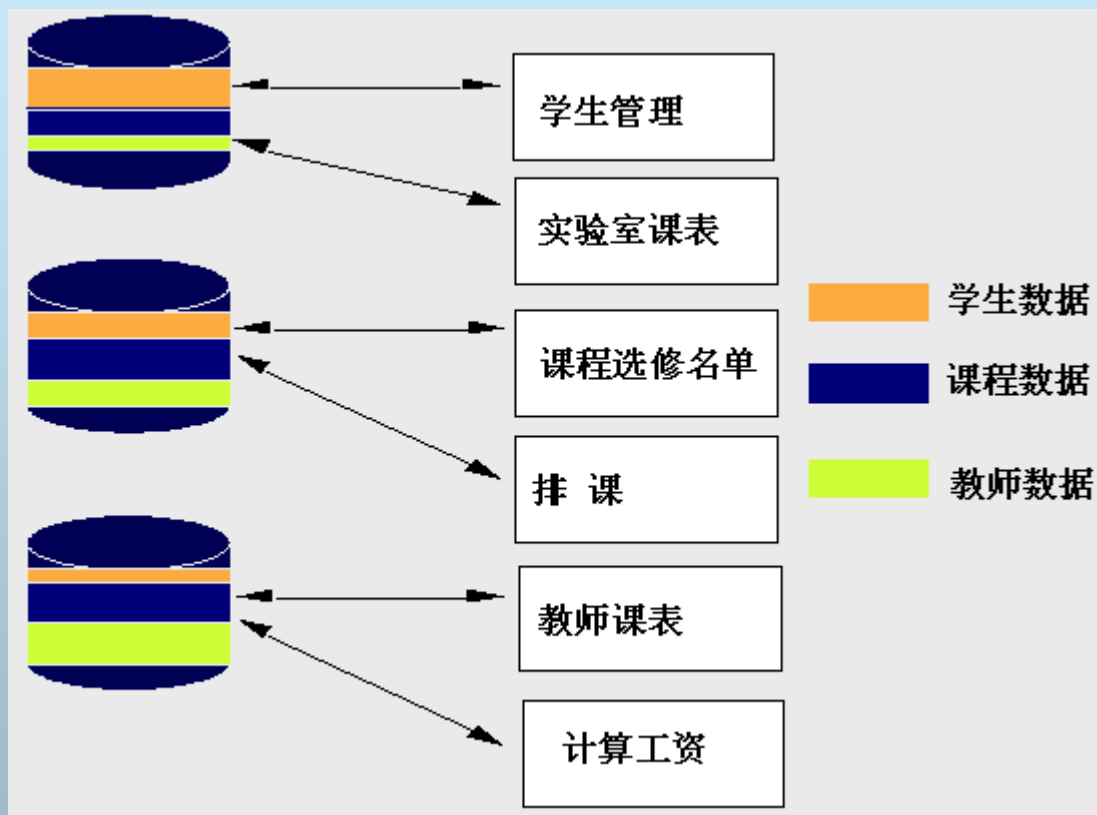 学生管理
实验室课表
课程选修名单
排 课
教师课表
计算工资
学生数据
课程数据
教师数据